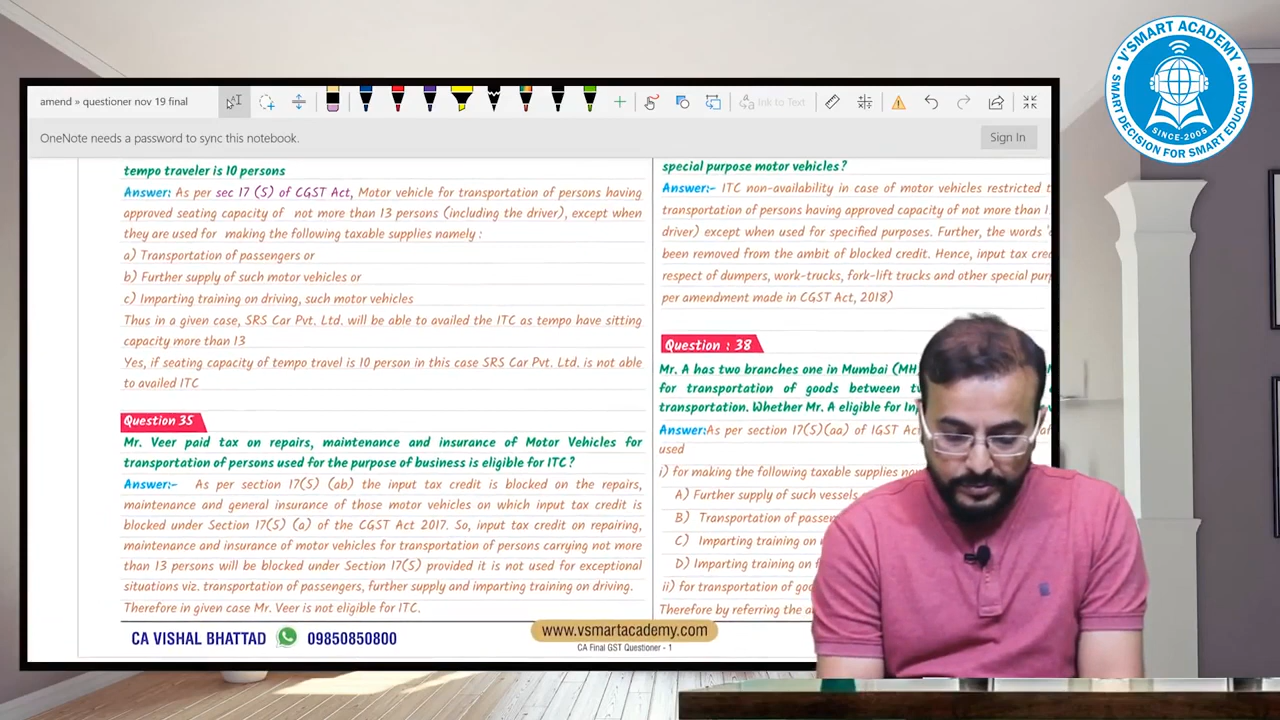 V'SMART ACADEMY
SMART DECISION FOR SMART EDUCATION
SINCE-2005
amend » questioner nov 19 final
Ink to Text
OneNote needs a password to sync this notebook.
Sign In
tempo traveler is 10 persons
Answer: As per sec 17 (5) of CGST Act, Motor vehicle for transportation of persons having
approved seating capacity of not more than 13 persons (including the driver), except when
they are used for making the following taxable supplies namely :
a) Transportation of passengers or
b) Further supply of such motor vehicles or
c) Imparting training on driving, such motor vehicles
Thus in a given case, SRS Car Pvt. Ltd. will be able to availed the ITC as tempo have sitting
capacity more than 13
Yes, if seating capacity of tempo travel is 10 person in this case SRS Car Pvt. Ltd. is not able
to availed ITC
Question 35
Mr. Veer paid tax on repairs, maintenance and insurance of Motor Vehicles for
transportation of persons used for the purpose of business is eligible for ITC?
Answer:- As per section 17(5) (ab) the input tax credit is blocked on the repairs,
maintenance and general insurance of those motor vehicles on which input tax credit is
blocked under Section 17(5) (a) of the CGST Act 2017. So, input tax credit on repairing,
maintenance and insurance of motor vehicles for transportation of persons carrying not more
than 13 persons will be blocked under Section 17(5) provided it is not used for exceptional
situations viz. transportation of passengers, further supply and imparting training on driving.
Therefore in given case Mr. Veer is not eligible for ITC.
special purpose motor vehicles?
Answer:- ITC non-availability in case of motor vehicles restricted
transportation of persons having approved capacity of not more than
driver) except when used for specified purposes. Further, the words
been removed from the ambit of blocked credit. Hence, input tax
respect of dumpers, work-trucks, fork-lift trucks and other special
per amendment made in CGST Act, 2018)
Question : 38
Mr. A has two branches one in Mumbai
for transportation of goods between
transportation. Whether Mr. A eligible for
Answer:As per section 17(5)(aa) of IGST
used
i) for making the following taxable supplies
A) Further supply of such vessels
B) Transportation of
C) Imparting training on
D) Imparting training on
ii) for transportation of
Therefore by referring the
CA VISHAL BHATTAD 09850850800
www.vsmartacademy.com
CA Final GST Questioner - 1